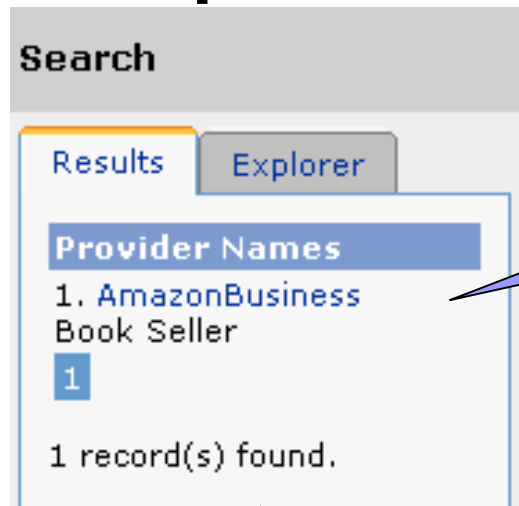 Search
Results Explorer
Provider Names
1. AmazonBusiness
Book Seller
1
1 record(s) found.